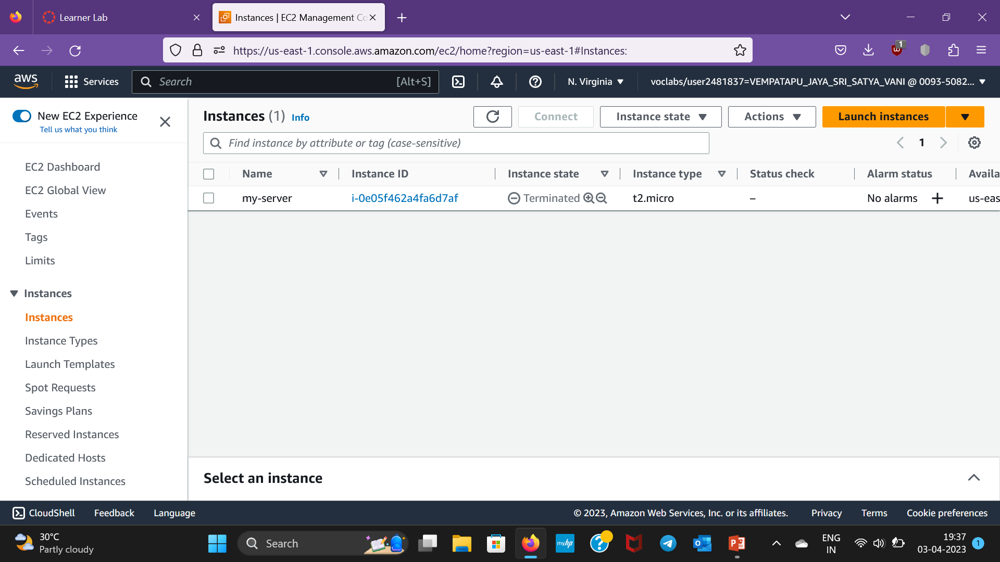 Learner Lab
Instances | EC2 Management Co
https://us-east-1.console.aws.amazon.com/ec2/home?region=us-east-1#Instances:
1
aws
Services
Search
[Alt+S]
N. Virginia
voclabs/user2481837=VEMPATAPU_JAYA_SRI_SATYA_VANI @ 0093-5082...
New EC2 Experience
Tell us what you think
EC2 Dashboard
EC2 Global View
Events
Tags
Limits
Instances
Instances
Instance Types
Launch Templates
Spot Requests
Savings Plans
Reserved Instances
Dedicated Hosts
Scheduled Instances
Instances (1) Info
Connect
Instance state
Actions
Launch instances
Find instance by attribute or tag (case-sensitive)
1
Name Instance ID Instance state Instance type Status check Alarm status Availa
my-server i-0e05f462a4fa6d7af Terminated t2.micro – No alarms + us-eas
Select an instance
CloudShell Feedback Language © 2023, Amazon Web Services, Inc. or its affiliates. Privacy Terms Cookie preferences
30°C
Partly cloudy
Search
myhp
ENG
IN
19:37
03-04-2023
1